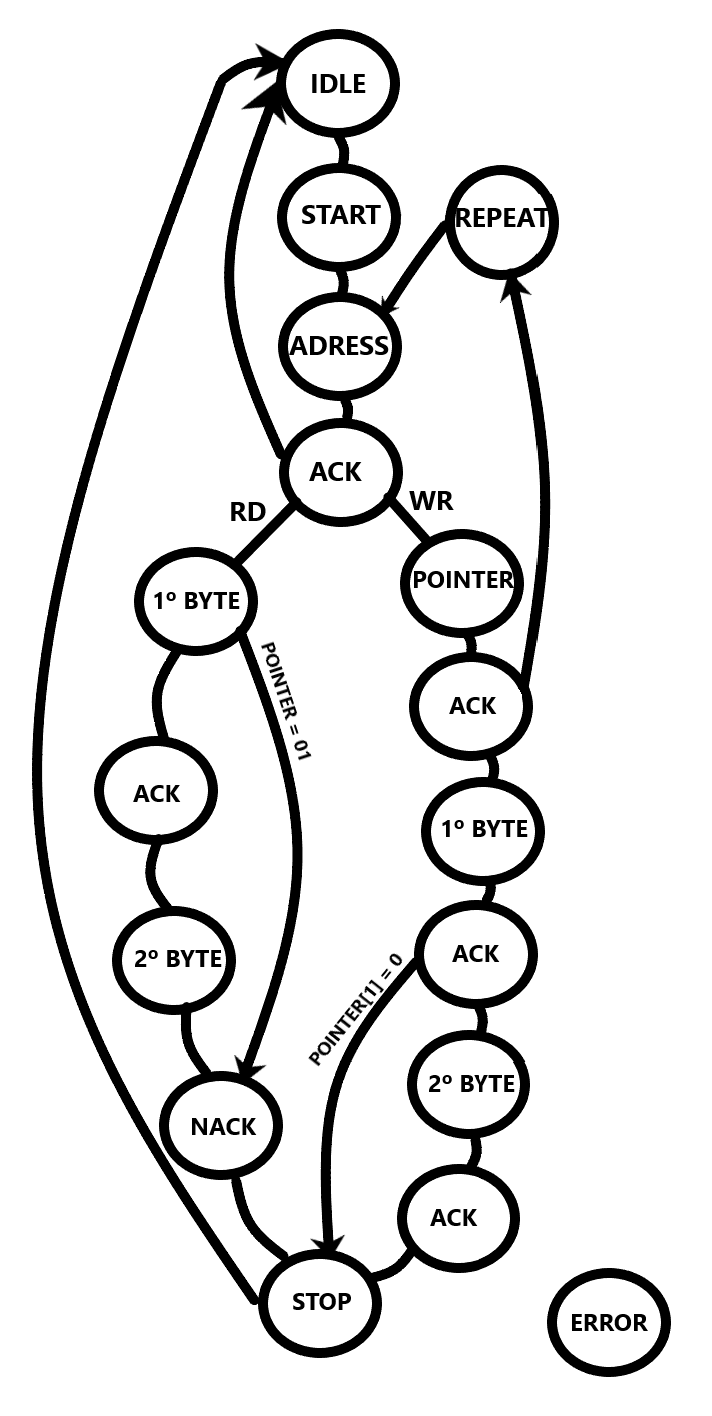 IDLE
START
REPEAT
ADRESS
ACK
RD
WR
POINTER
1º BYTE
POINTER = 01
ACK
ACK
1º BYTE
2º BYTE
ACK
POINTER[1] = 0
2º BYTE
NACK
ACK
STOP
ERROR